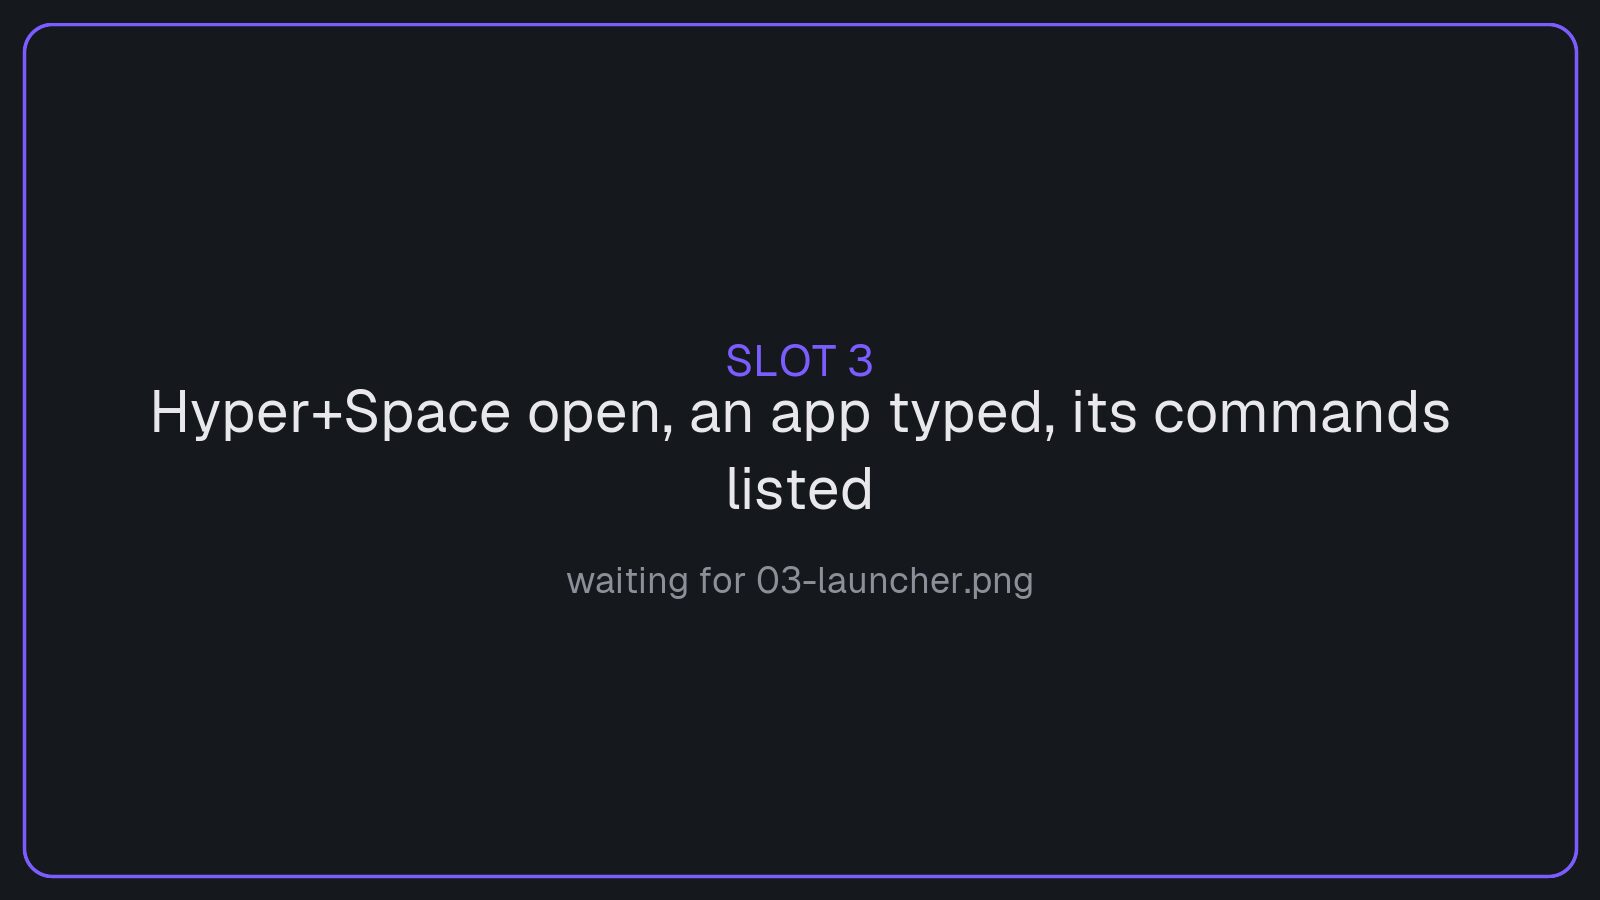 SLOT 3
Hyper+Space open, an app typed, its commands
listed
waiting for 03-launcher.png